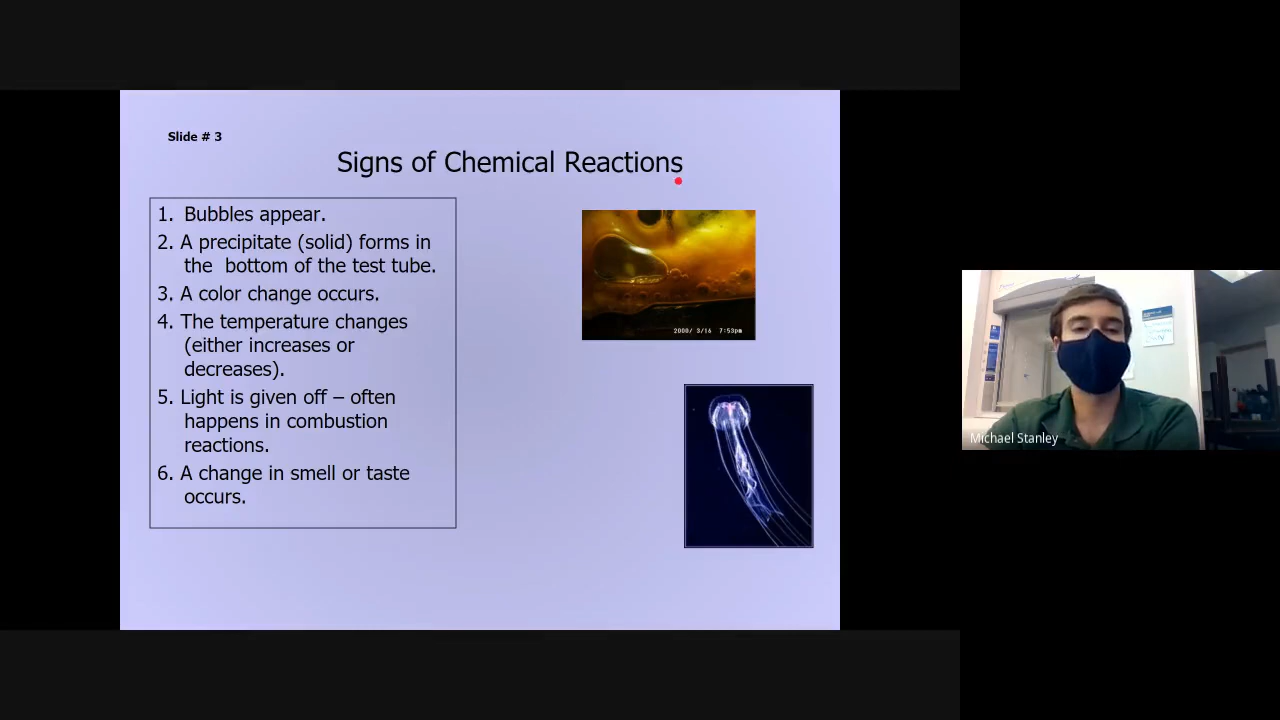 Slide # 3
Signs of Chemical Reactions
1. Bubbles appear.
2. A precipitate (solid) forms in
the bottom of the test tube.
3. A color change occurs.
4. The temperature changes
(either increases or
decreases).
5. Light is given off – often
happens in combustion
reactions.
6. A change in smell or taste
occurs.
2000/ 3/16 7:53pm
Michael Stanley